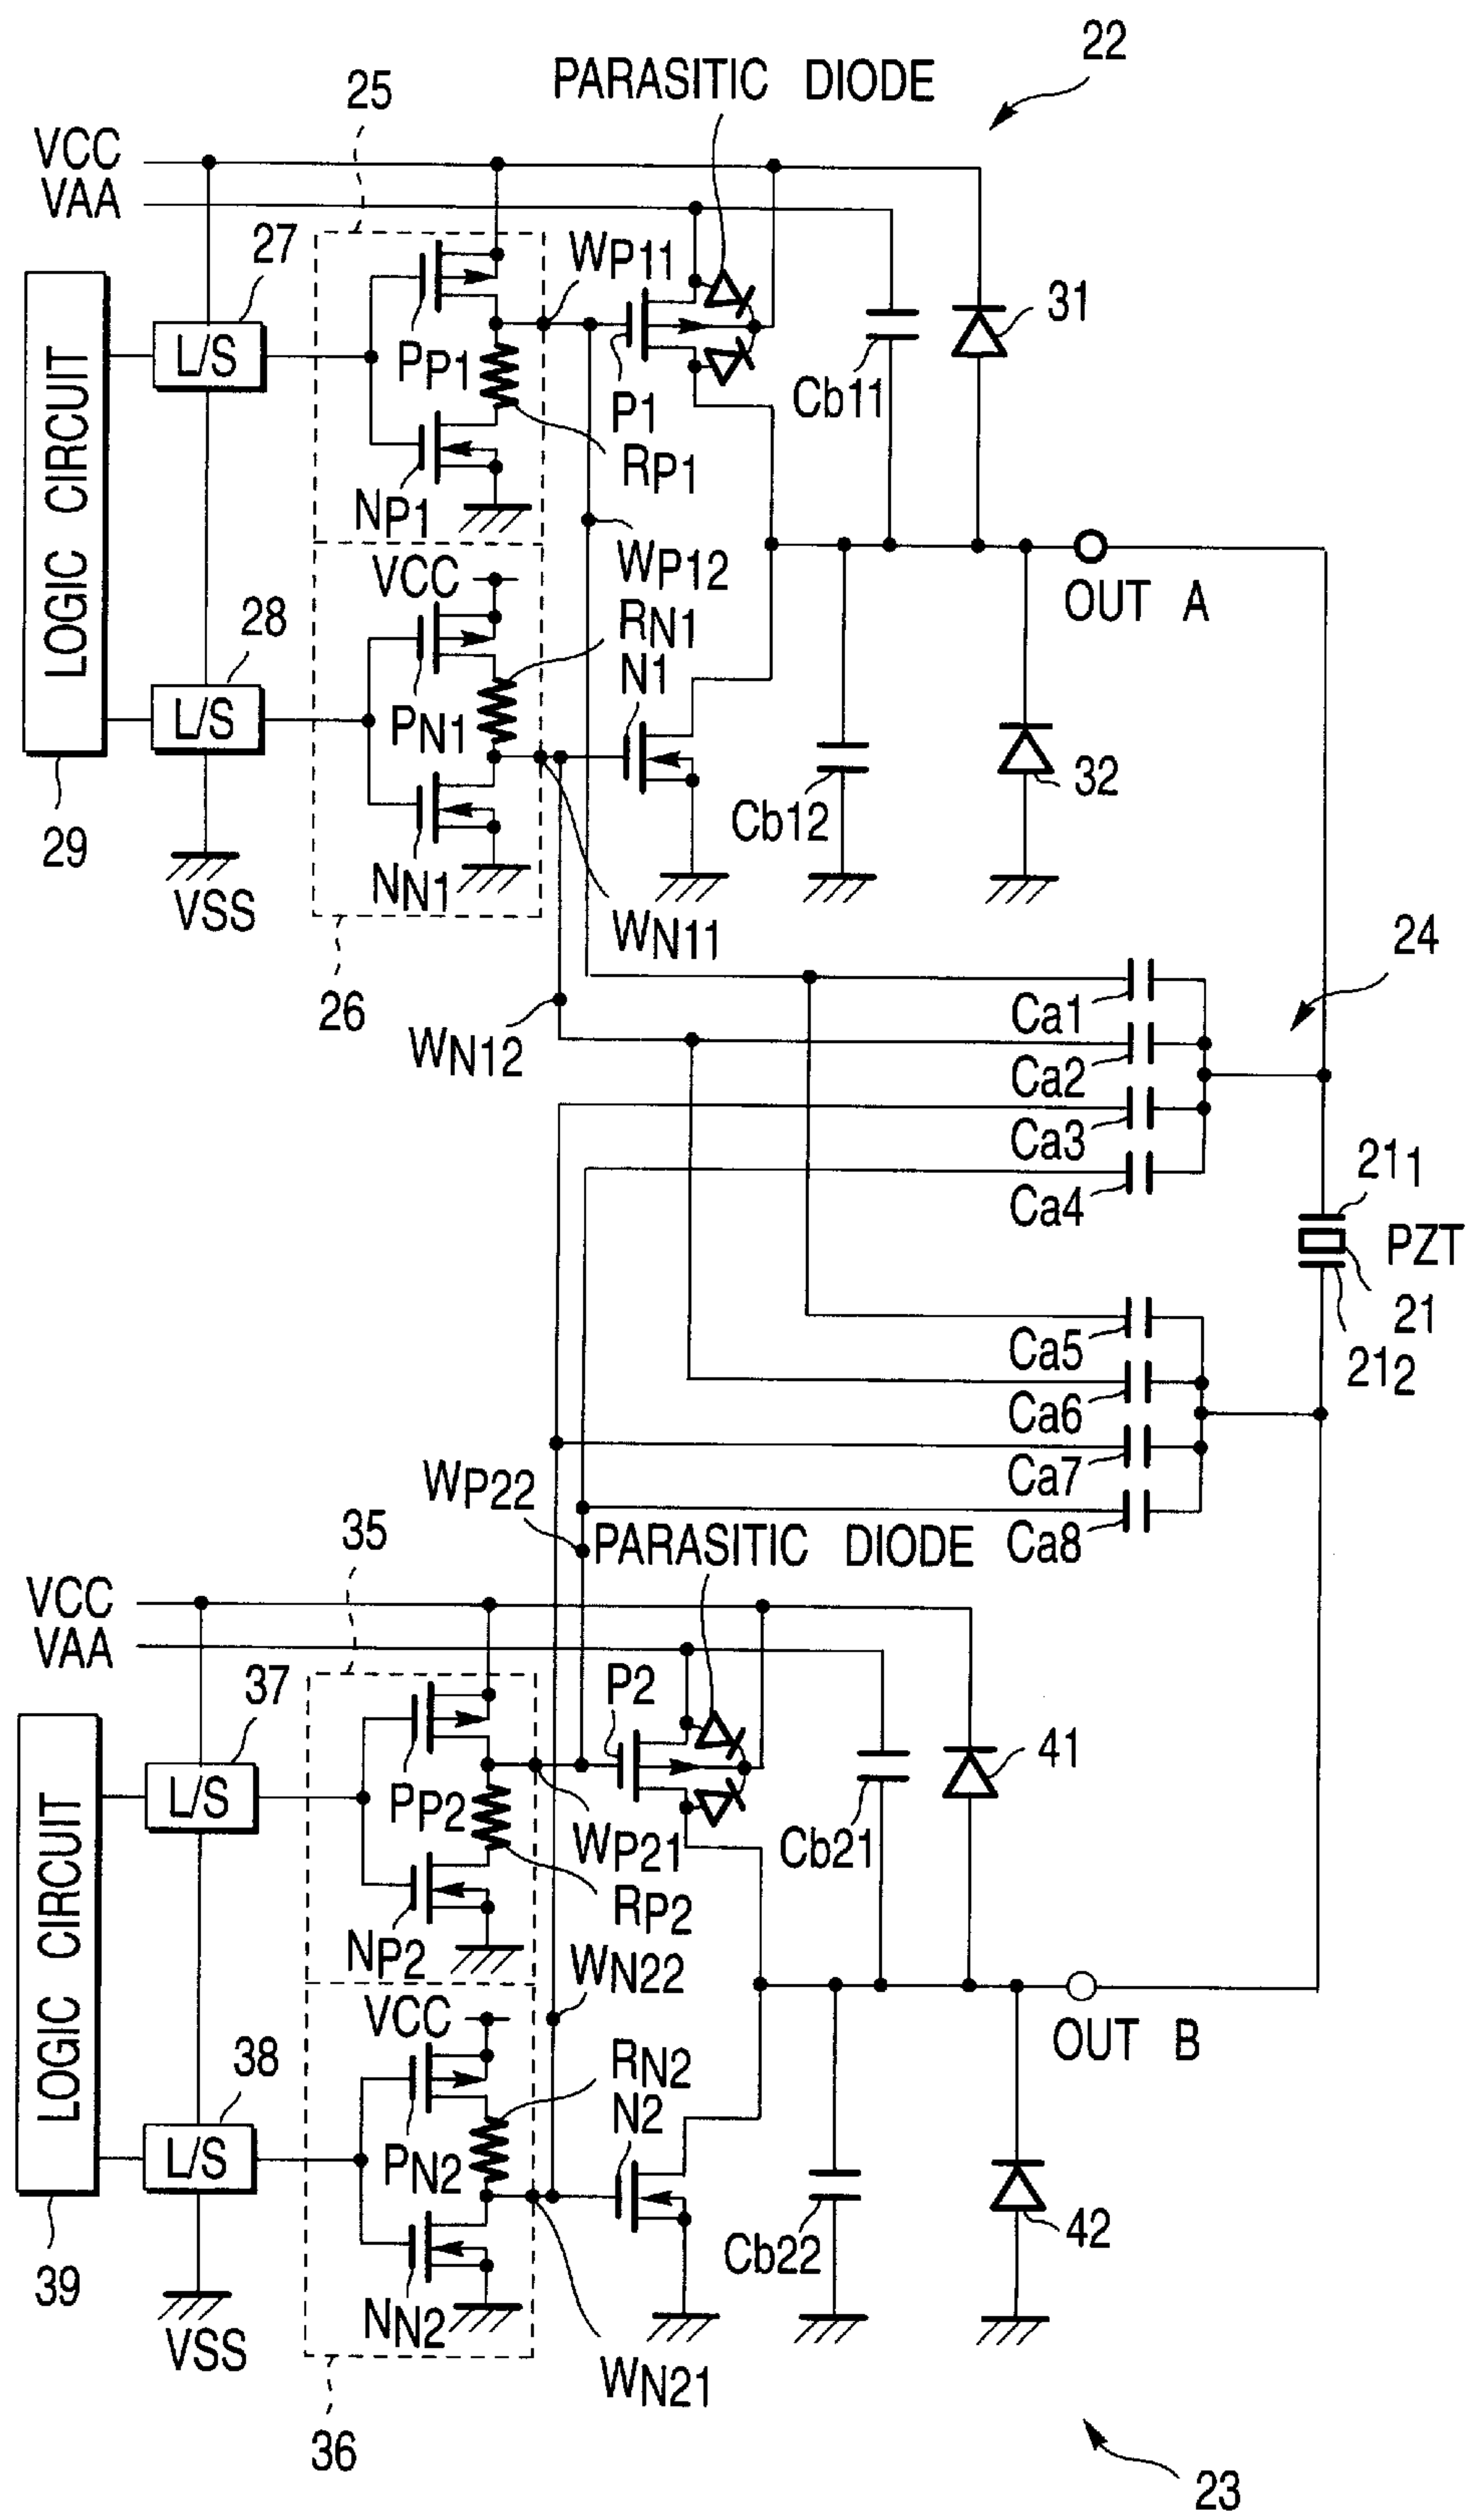 22
PARASITIC DIODE
25
VCC
VAA
27
WP11
31
L/S
PP1
P1
Cb11
RP1
NP1
LOGIC CIRCUIT
WP12
VCC
OUT A
28
RN1
N1
L/S
PN1
32
Cb12
29
NN1
VSS
WN11
24
26
Ca1
WN12
Ca2
Ca3
211
Ca4
PZT
21
Ca5
212
Ca6
Ca7
WP22
35
PARASITIC DIODE
Ca8
VCC
VAA
37
P2
41
L/S
PP2
WP21
Cb21
RP2
NP2
LOGIC CIRCUIT
WN22
VCC
OUT B
38
RN2
N2
L/S
PN2
42
Cb22
39
NN2
VSS
WN21
36
23